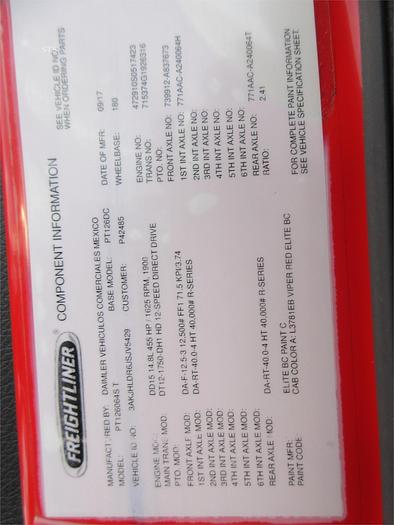 FREIGHTLINER
COMPONENT INFORMATION
SEE VEHICLE ID NO.
WHEN ORDERING PARTS
MANUFACT RED BY: DAIMLER VEHICULOS COMERCIALES MEXICO DATE OF MFR: 09/17
MODEL: PT126064S T BASE MODEL: PT126DC WHEELBASE: 180
VEHICLE ID NO: 3AKJHLDR6JSJV5429 CUSTOMER: P42485
ENGINE MOD: DD15 14.8L 455 HP / 1625 RPM, 1900 ENGINE NO: 472910S0517423
MAIN TRANS MOD: DT12-1750-DH1 HD 12-SPEED DIRECT DRIVE TRANS NO: 715374G1926316
PTO. MOD: PTO. NO:
FRONT AXLE MOD: DA-F-12.5-3 12,500# FF1 71.5 KPI/3.74 FRONT AXLE NO: 739912-A837673
1ST INT AXLE MOD: DA-RT-40.0-4 HT 40,000# R-SERIES 1ST INT AXLE NO: 771AAC-A240064H
2ND INT AXLE MOD: 2ND INT AXLE NO:
3RD INT AXLE MOD: 3RD INT AXLE NO:
4TH INT AXLE MOD: 4TH INT AXLE NO:
5TH INT AXLE MOD: 5TH INT AXLE NO:
6TH INT AXLE MOD: 6TH INT AXLE NO:
REAR AXLE MOD: DA-RT-40.0-4 HT 40,000# R-SERIES REAR AXLE NO: 771AAC-A240064T
RATIO: 2.41
PAINT MFR: ELITE BC PAINT C FOR COMPLETE PAINT INFORMATION
PAINT CODE: CAB COLOR A: L3781EB VIPER RED ELITE BC SEE VEHICLE SPECIFICATION SHEET.